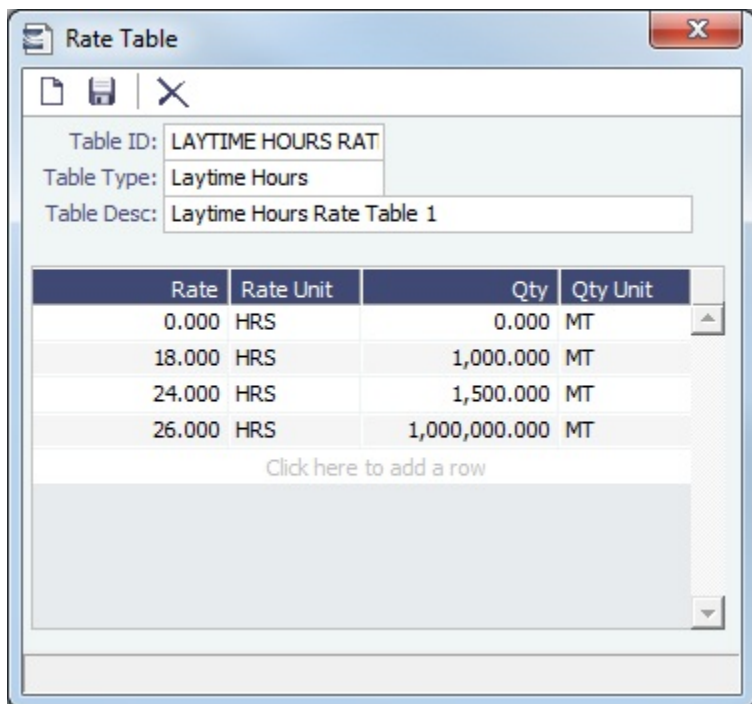 Rate Table
Table ID: LAYTIME HOURS RAT
Table Type: Laytime Hours
Table Desc: Laytime Hours Rate Table 1
Rate Rate Unit Qty Qty Unit
0.000 HRS 0.000 MT
18.000 HRS 1,000.000 MT
24.000 HRS 1,500.000 MT
26.000 HRS 1,000,000.000 MT
Click here to add a row